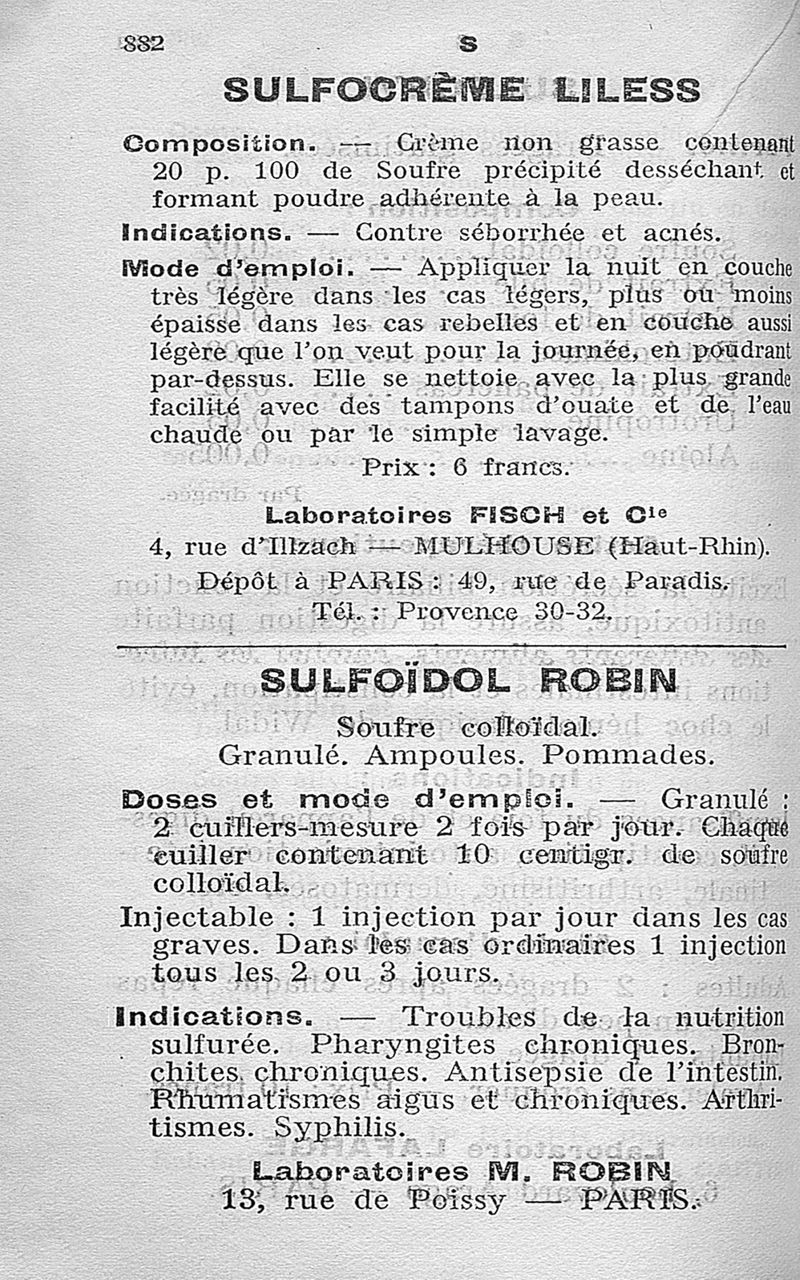 882 S
SULFOCRÈME LILESS
Composition. — Crème non grasse contenant
20 p. 100 de Soufre précipité desséchant et
formant poudre adhérente à la peau.
Indications. — Contre séborrhée et acnés.
Mode d'emploi. — Appliquer la nuit en couche
très légère dans les cas légers, plus ou moins
épaisse dans les cas rebelles et en couche aussi
légère que l'on veut pour la journée, en poudrant
par-dessus. Elle se nettoie avec la plus grande
facilité avec des tampons d'ouate et de l'eau
chaude ou par le simple lavage.
Prix : 6 francs.
Laboratoires FISCH et Cie
4, rue d'Illzach — MULHOUSE (Haut-Rhin).
Dépôt à PARIS : 49, rue de Paradis.
Tél. : Provence 30-32.
SULFOÏDOL ROBIN
Soufre colloïdal.
Granulé. Ampoules. Pommades.
Doses et mode d'emploi. — Granulé :
2 cuillers-mesure 2 fois par jour. Chaque
cuiller contenant 10 centigr. de soufre
colloïdal.
Injectable : 1 injection par jour dans les cas
graves. Dans les cas ordinaires 1 injection
tous les 2 ou 3 jours.
Indications. — Troubles de la nutrition
sulfurée. Pharyngites chroniques. Bron-
chites chroniques. Antisepsie de l'intestin.
Rhumatismes aigus et chroniques. Arthri-
tismes. Syphilis.
Laboratoires M. ROBIN
13, rue de Poissy — PARIS.